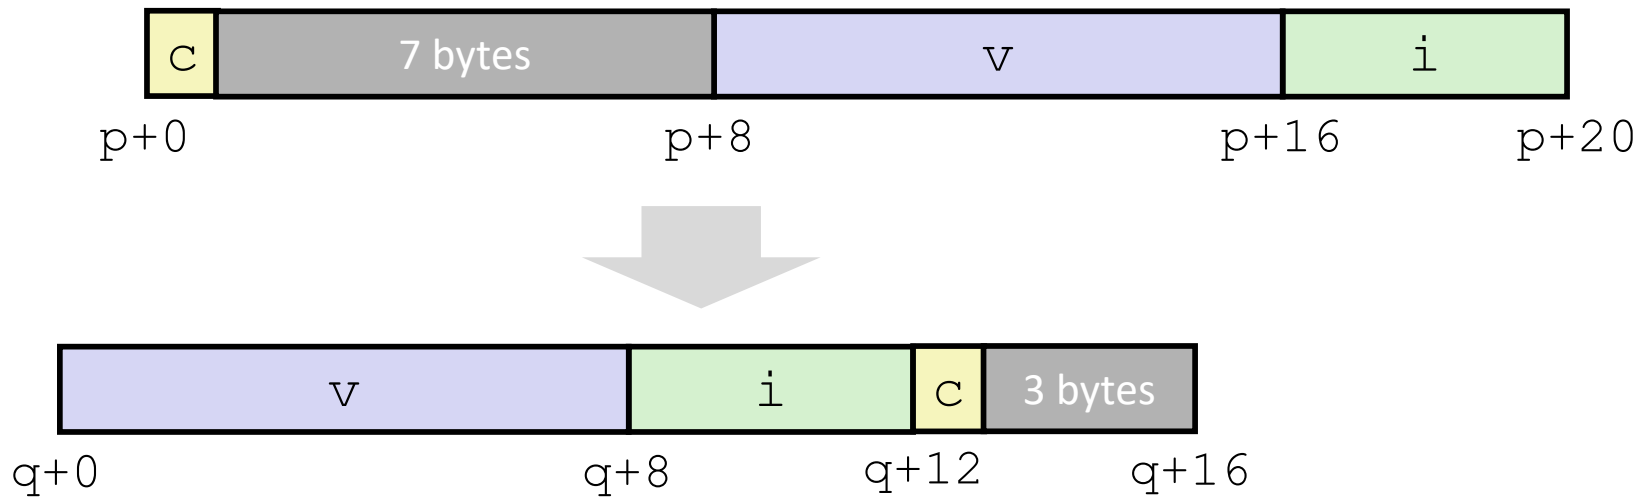 c 7 bytes v i
p+0 p+8 p+16 p+20
v i c 3 bytes
q+0 q+8 q+12 q+16